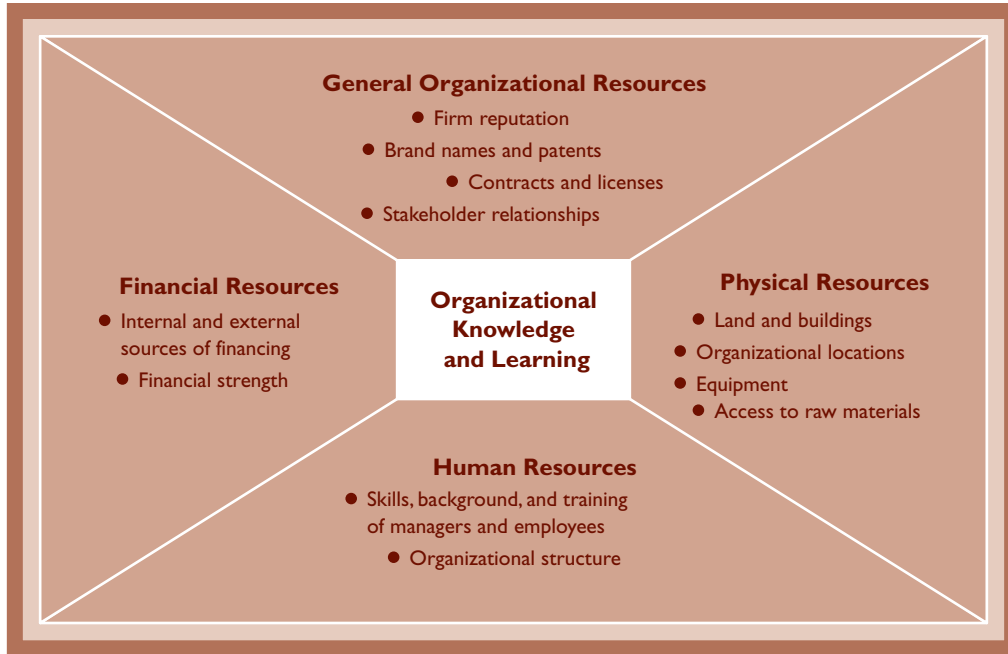 General Organizational Resources
● Firm reputation
● Brand names and patents
● Contracts and licenses
● Stakeholder relationships
Financial Resources
● Internal and external
sources of financing
● Financial strength
Organizational
Knowledge
and Learning
Physical Resources
● Land and buildings
● Organizational locations
● Equipment
● Access to raw materials
Human Resources
● Skills, background, and training
of managers and employees
● Organizational structure